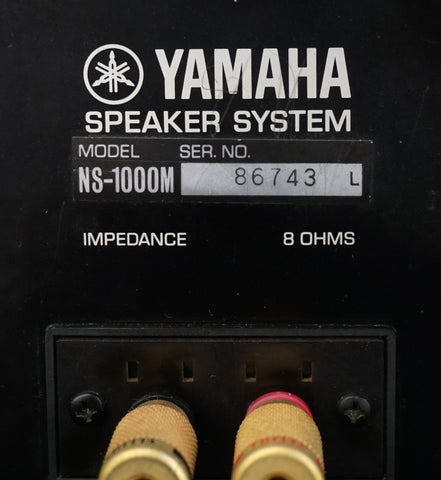 YAMAHA
SPEAKER SYSTEM
MODEL SER. NO.
NS-1000M 86743 L
IMPEDANCE 8 OHMS